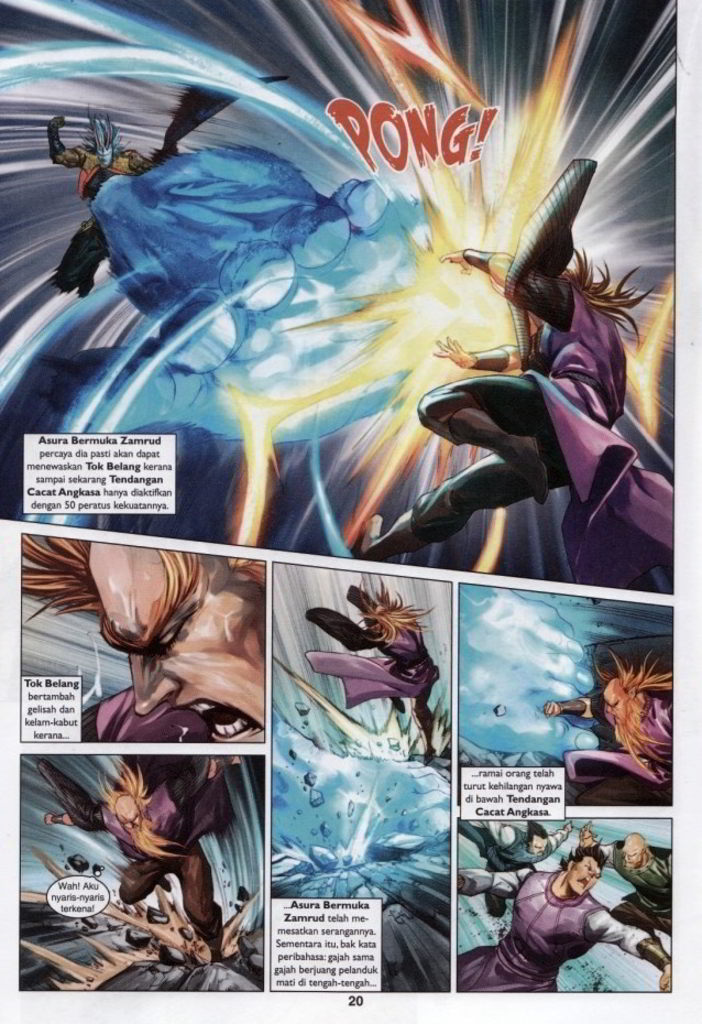 PONG!
Asura Bermuka Zamrud
percaya dia pasti akan dapat
menewaskan Tok Belang kerana
sampai sekarang Tendangan
Cacat Angkasa hanya diaktifkan
dengan 50 peratus kekuatannya.
Tok Belang
bertambah
gelisah dan
kelam-kabut
kerana...
Wah! Aku
nyaris-nyaris
terkena!
...Asura Bermuka
Zamrud telah me-
mesatkan serangannya.
Sementara itu, bak kata
peribahasa: gajah sama
gajah berjuang pelanduk
mati di tengah-tengah...
...ramai orang telah
turut kehilangan nyawa
di bawah Tendangan
Cacat Angkasa.
20